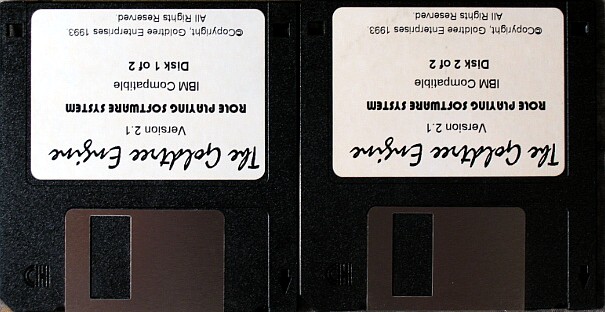 The Goldtree Engine
Version 2.1
ROLE PLAYING SOFTWARE SYSTEM
IBM Compatible
Disk 1 of 2
©Copyright, Goldtree Enterprises 1993.
All Rights Reserved.
The Goldtree Engine
Version 2.1
ROLE PLAYING SOFTWARE SYSTEM
IBM Compatible
Disk 2 of 2
©Copyright, Goldtree Enterprises 1993.
All Rights Reserved.